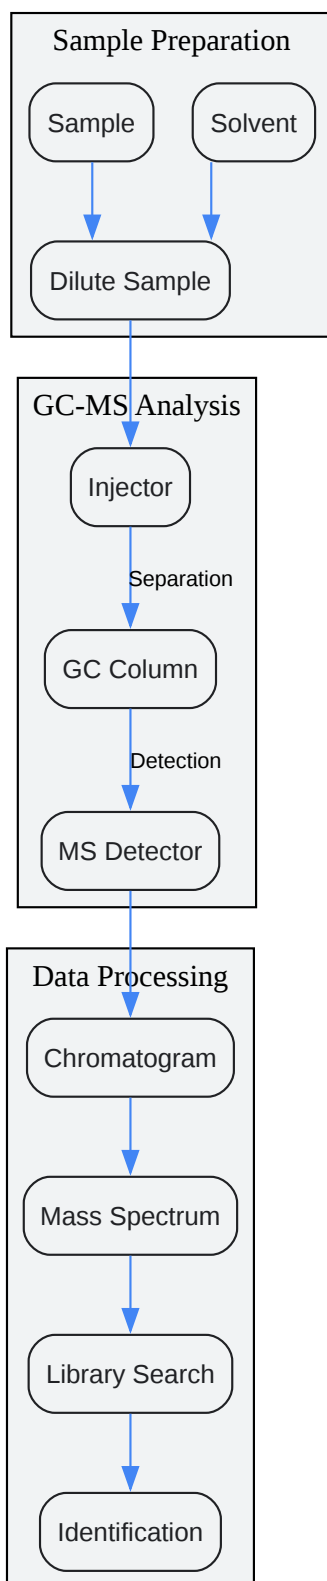 Sample Preparation
Sample
Solvent
Dilute Sample
GC-MS Analysis
Injector
Separation
GC Column
Detection
MS Detector
Data Processing
Chromatogram
Mass Spectrum
Library Search
Identification